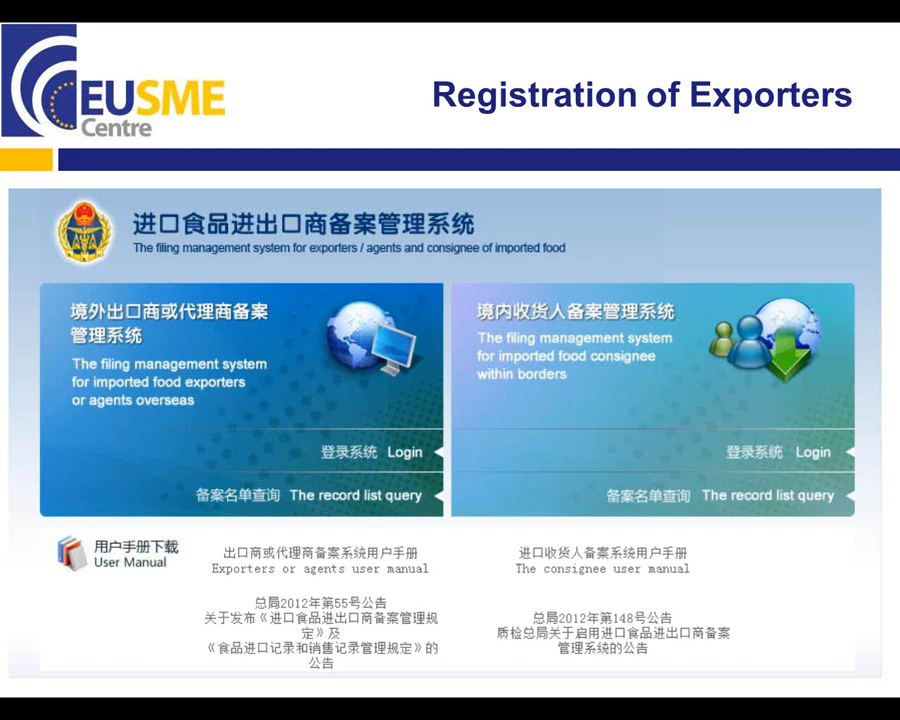 EUSME
Centre
Registration of Exporters
进口食品进出口商备案管理系统
The filing management system for exporters / agents and consignee of imported food
境外出口商或代理商备案
管理系统
The filing management system
for imported food exporters
or agents overseas
登录系统 Login
备案名单查询 The record list query
境内收货人备案管理系统
The filing management system
for imported food consignee
within borders
登录系统 Login
备案名单查询 The record list query
用户手册下载
User Manual
出口商或代理商备案系统用户手册
Exporters or agents user manual
总局2012年第55号公告
关于发布《进口食品进出口商备案管理规
定》及
《食品进口记录和销售记录管理规定》的
公告
进口收货人备案系统用户手册
The consignee user manual
总局2012年第148号公告
质检总局关于启用进口食品进出口商备案
管理系统的公告